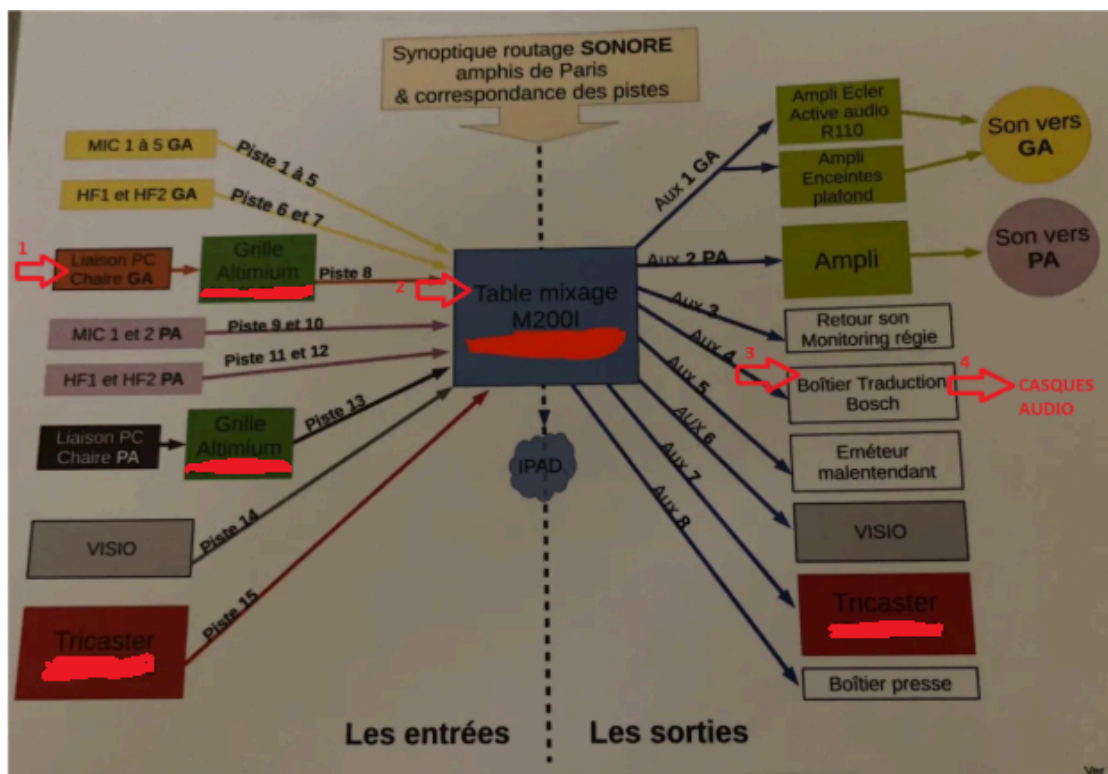 Synoptique routage SONORE
amphis de Paris
& correspondance des pistes
MIC 1 à 5 GA
Piste 1 à 5
HF1 et HF2 GA
Piste 6 et 7
1
Liaison PC
Chaire GA
Grille
Altimium
Piste 8
2
Table mixage
M200I
MIC 1 et 2 PA
Piste 9 et 10
HF1 et HF2 PA
Piste 11 et 12
Liaison PC
Chaire PA
Grille
Altimium
Piste 13
VISIO
Piste 14
Tricaster
Piste 15
IPAD
Les entrées
Aux 1 GA
Ampli Ecler
Active audio
R110
Ampli
Enceintes
plafond
Son vers
GA
Aux 2 PA
Ampli
Son vers
PA
Aux 3
Retour son
Monitoring régie
Aux 4
3
Boîtier Traduction
Bosch
4
CASQUES
AUDIO
Aux 5
Eméteur
malentendant
AUX 6
VISIO
Aux 7
Tricaster
Aux 8
Boîtier presse
Les sorties
Ver